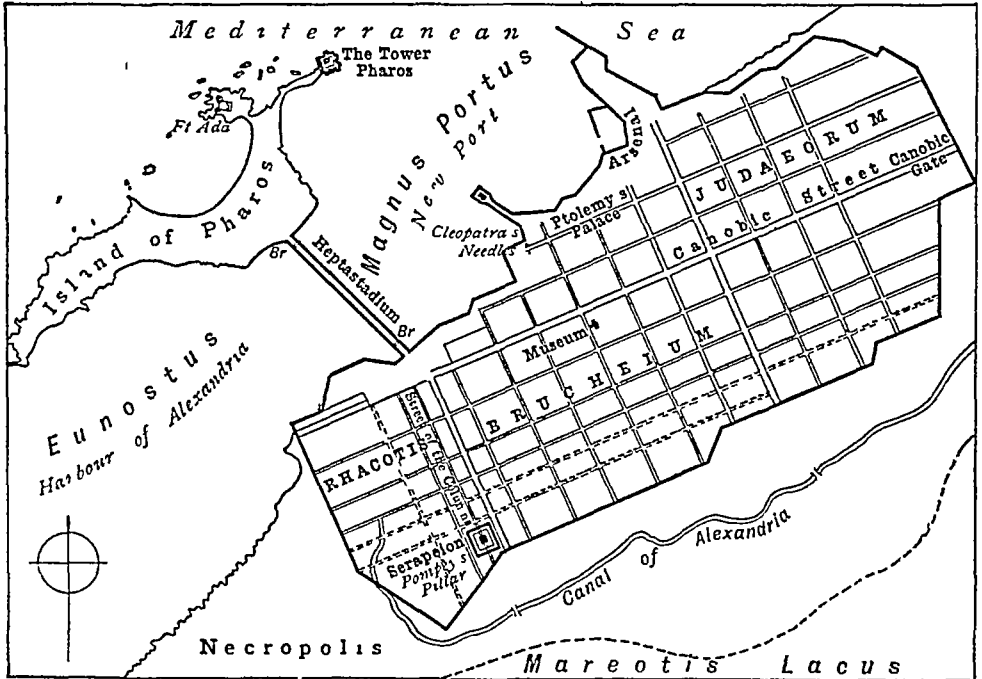 Mediterranean Sea
The Tower
Pharos
Ft Ada
Island of Pharos
Magnus Portus
New Port
Arsenal
JUDAEORUM
Canobic Street
Canobic
Gate
Ptolemy s
Palace
Cleopatra s
Needles
Heptastadium
Br
Br
Museum
BRUCHEIUM
Eunostus
Harbour of Alexandria
RHACOTIS
Street of the Column
Serapeion
Pompey s
Pillar
Canal of Alexandria
Necropolis
Mareotis Lacus